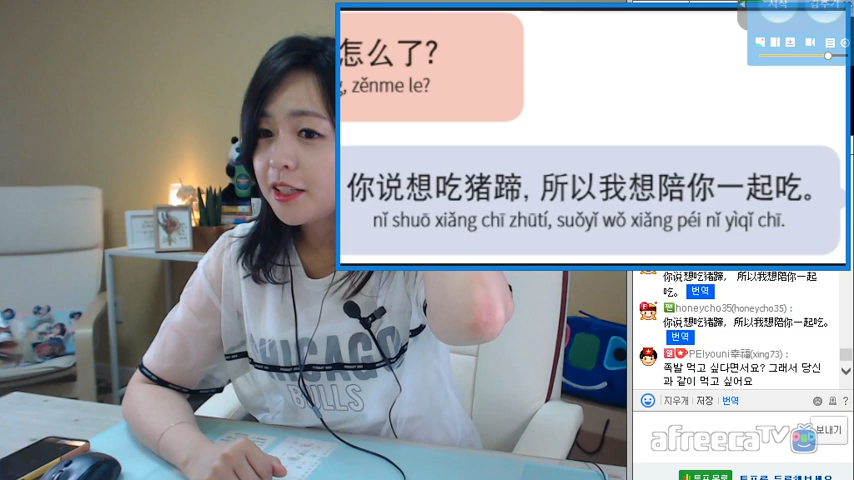 怎么了?
, zěnme le?
你说想吃猪蹄, 所以我想陪你一起吃。
nǐ shuō xiǎng chī zhūtí, suǒyǐ wǒ xiǎng péi nǐ yìqǐ chī.
你说想吃猪蹄, 所以我想陪你一起
吃。 번역
honeycho35(honeycho35) :
你说想吃猪蹄, 所以我想陪你一起吃。
번역
PEIyouni幸福(xing73) :
족발 먹고 싶다면서요? 그래서 당신
과 같이 먹고 싶어요
지우개 저장 번역
보내기
afreecaTV
CHICAGO
BULLS